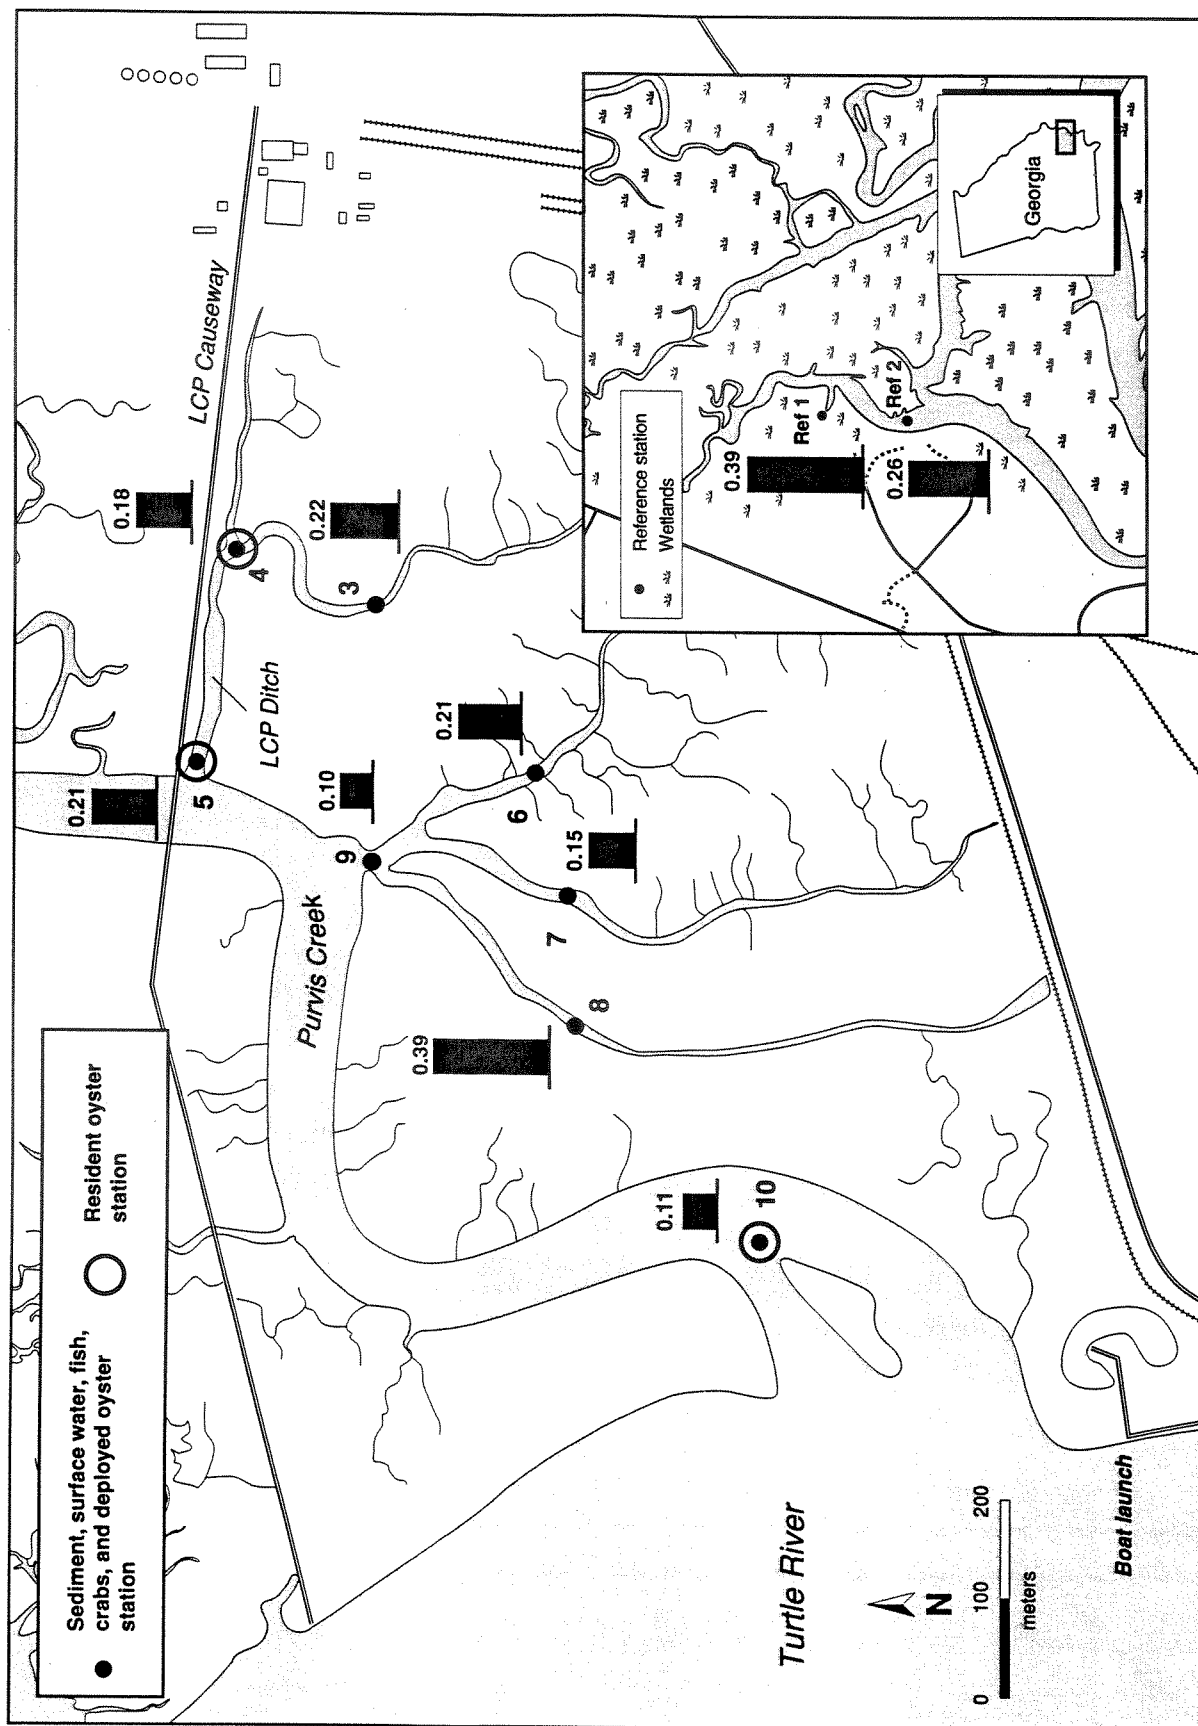 Sediment, surface water, fish,
crabs, and deployed oyster
station
Resident oyster
station
LCP Causeway
0.18
0.22
4
3
LCP Ditch
0.21
5
0.10
9
0.21
6
0.15
7
Purvis Creek
0.39
8
0.11
10
Turtle River
N
0
100
200
meters
Boat launch
Reference station
Wetlands
0.39
Ref 1
0.26
Ref 2
Georgia